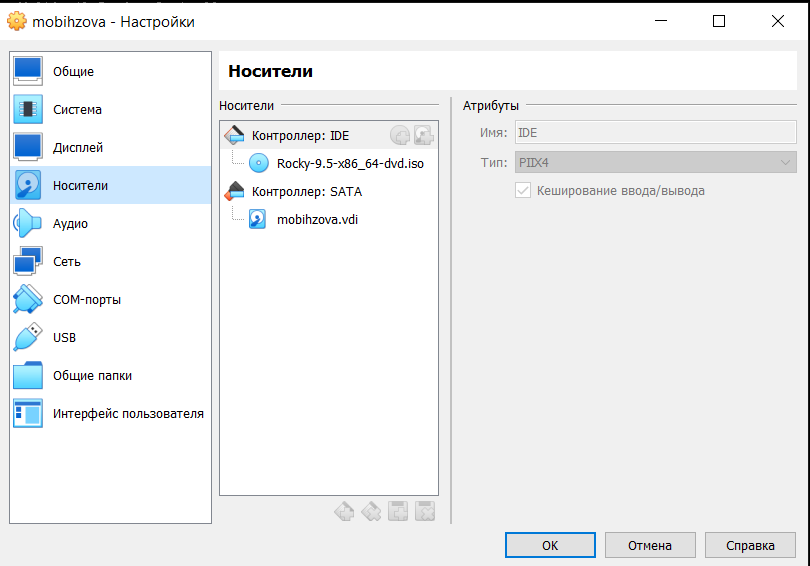 mobihzova - Настройки
Общие
Система
Дисплей
Носители
Аудио
Сеть
COM-порты
USB
Общие папки
Интерфейс пользователя
Носители
Носители
Контроллер: IDE
Rocky-9.5-x86_64-dvd.iso
Контроллер: SATA
mobihzova.vdi
Атрибуты
Имя: IDE
Тип: PIIX4
Кеширование ввода/вывода
OK
Отмена
Справка